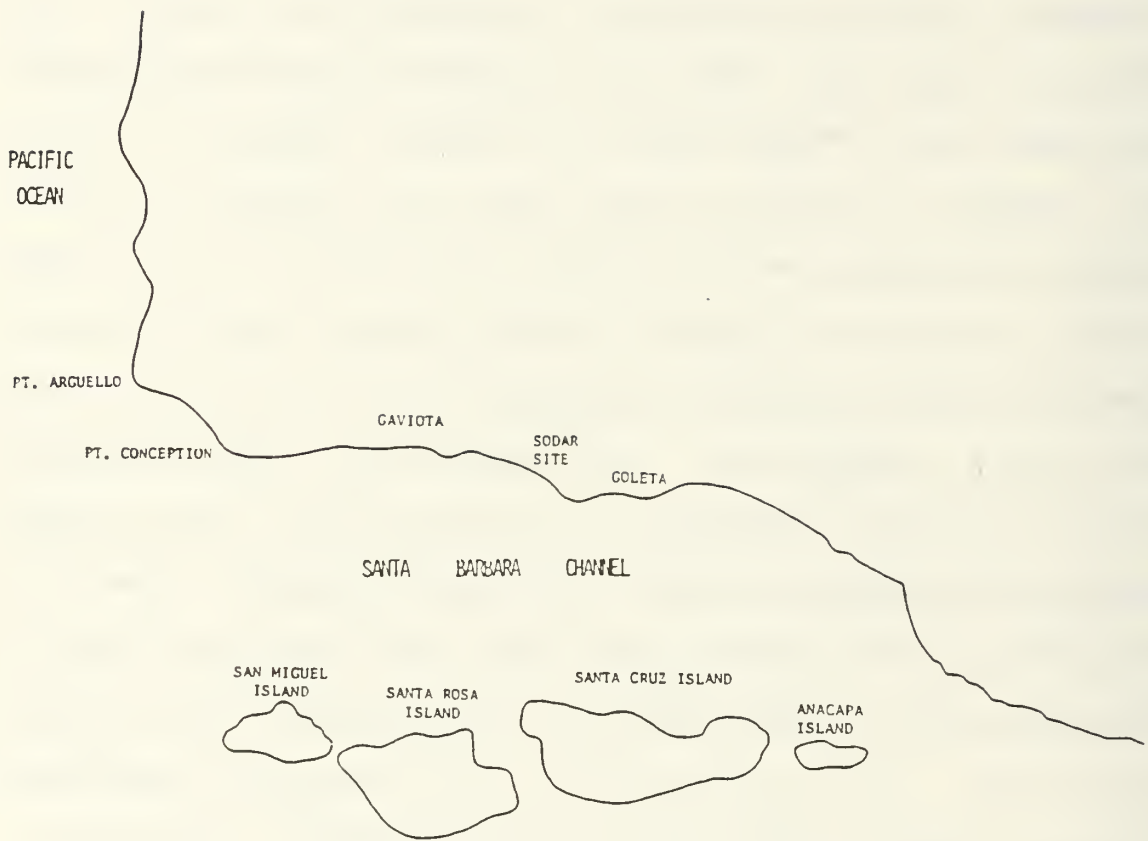 PACIFIC
OCEAN
PT. ARGUELLO
GAVIOTA
PT. CONCEPTION
SODAR
SITE
GOLETA
SANTA BARBARA CHANNEL
SAN MIGUEL
ISLAND
SANTA ROSA
ISLAND
SANTA CRUZ ISLAND
ANACAPA
ISLAND